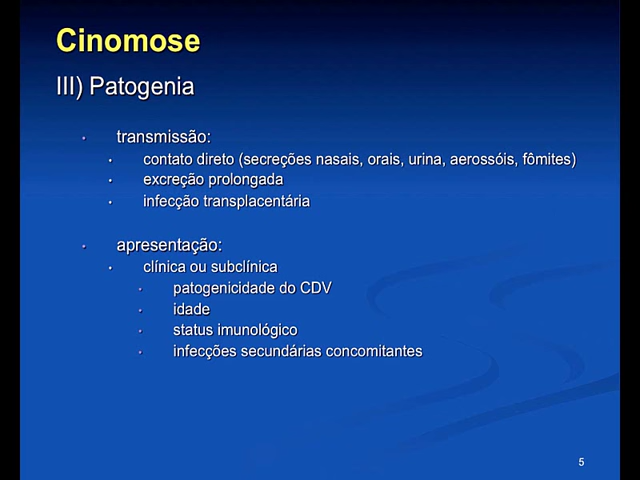 Cinomose
III) Patogenia
• transmissão:
• contato direto (secreções nasais, orais, urina, aerossóis, fômites)
• excreção prolongada
• infecção transplacentária
• apresentação:
• clínica ou subclínica
• patogenicidade do CDV
• idade
• status imunológico
• infecções secundárias concomitantes
5